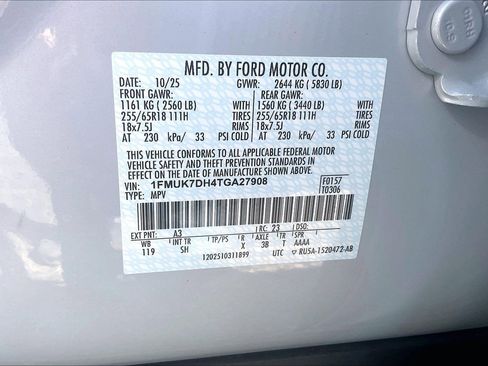 MFD. BY FORD MOTOR CO.
DATE: 10/25 GVWR: 2644 KG (5830 LB)
FRONT GAWR: REAR GAWR:
1161 KG (2560 LB) WITH 1560 KG (3440 LB) WITH
255/65R18 111H TIRES 255/65R18 111H TIRES
18x7.5J RIMS 18x7.5J RIMS
AT 230 kPa/ 33 PSI COLD AT 230 kPa/ 33 PSI COLD
THIS VEHICLE CONFORMS TO ALL APPLICABLE FEDERAL MOTOR
VEHICLE SAFETY AND THEFT PREVENTION STANDARDS IN
EFFECT ON THE DATE OF MANUFACTURE SHOWN ABOVE.
VIN: 1FMUK7DH4TGA27908 F0157
TYPE: MPV T0306
EXT PNT: A3 RC: 23 DSO:
WB INT TR TP/PS R AXLE TR SPR
119 SH 38 T AAAA
1202510311899 UTC RU5A-1520472-AB